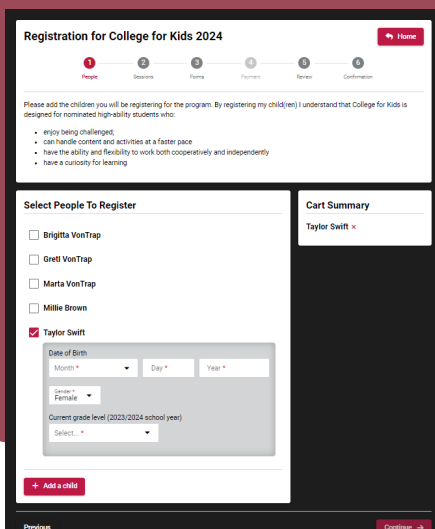 Registration for College for Kids 2024
Home
1 2 3 4 5 6
People Sessions Forms Payment Review Confirmation
Please add the children you will be registering for the program. By registering my child(ren) I understand that College for Kids is
designed for nominated high-ability students who:
• enjoy being challenged;
• can handle content and activities at a faster pace
• have the ability and flexibility to work both cooperatively and independently
• have a curiosity for learning
Select People To Register
Cart Summary
Taylor Swift ×
Brigitta VonTrap
Gretl VonTrap
Marta VonTrap
Millie Brown
Taylor Swift
Date of Birth
Month * Day * Year *
Gender *
Female
Current grade level (2023/2024 school year)
Select... *
+ Add a child
Previous
Continue →